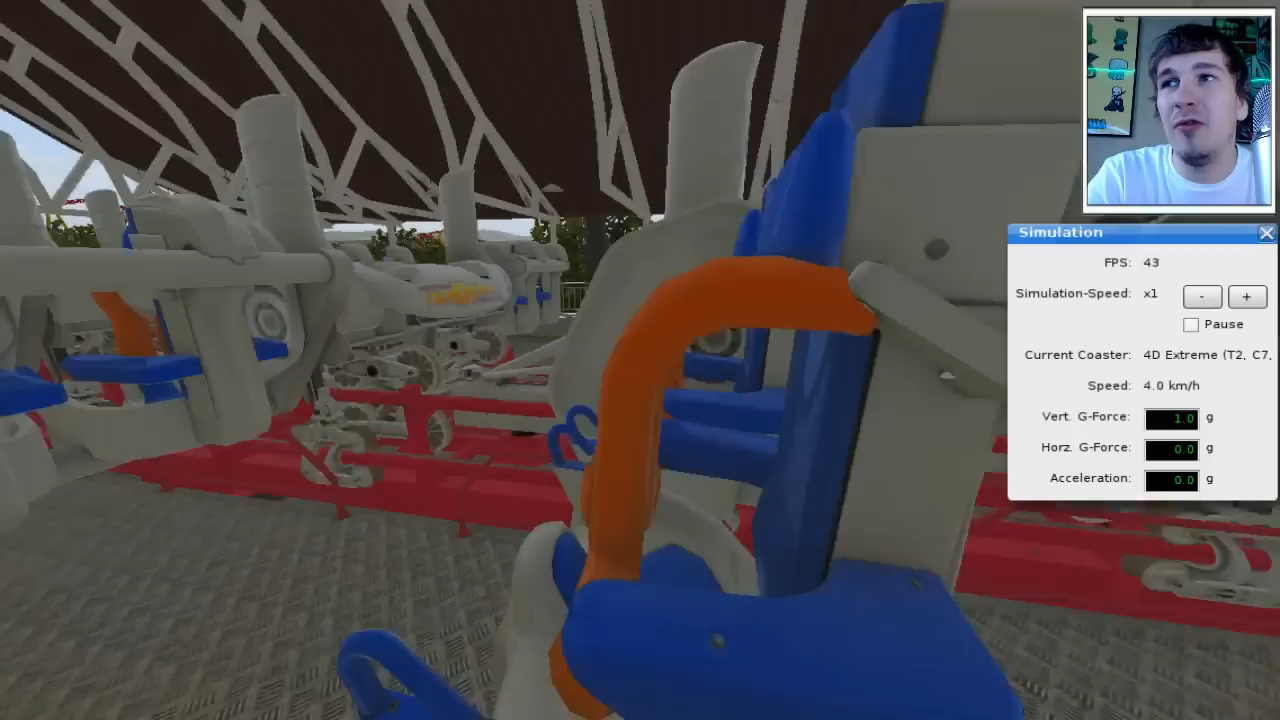 Simulation
FPS: 43
Simulation-Speed: x1 - +
Pause
Current Coaster: 4D Extreme (T2, C7,
Speed: 4.0 km/h
Vert. G-Force: 1.0 g
Horz. G-Force: 0.0 g
Acceleration: 0.0 g